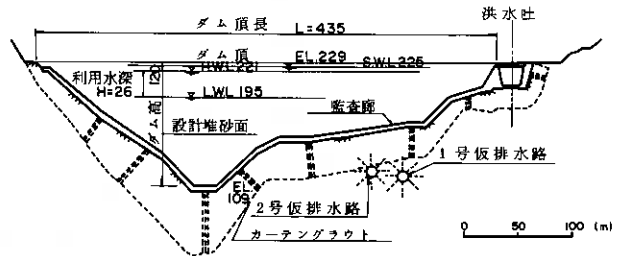 ダム頂長 L=435
洪水吐
ダム頂 EL.229
H.W.L 221
S.W.L 225
利用水深
H=26
LWL 195
120
ダム高
設計堆砂面
監査廊
EL.
109
1号仮排水路
2号仮排水路
カーテングラウト
0 50 100 (m)